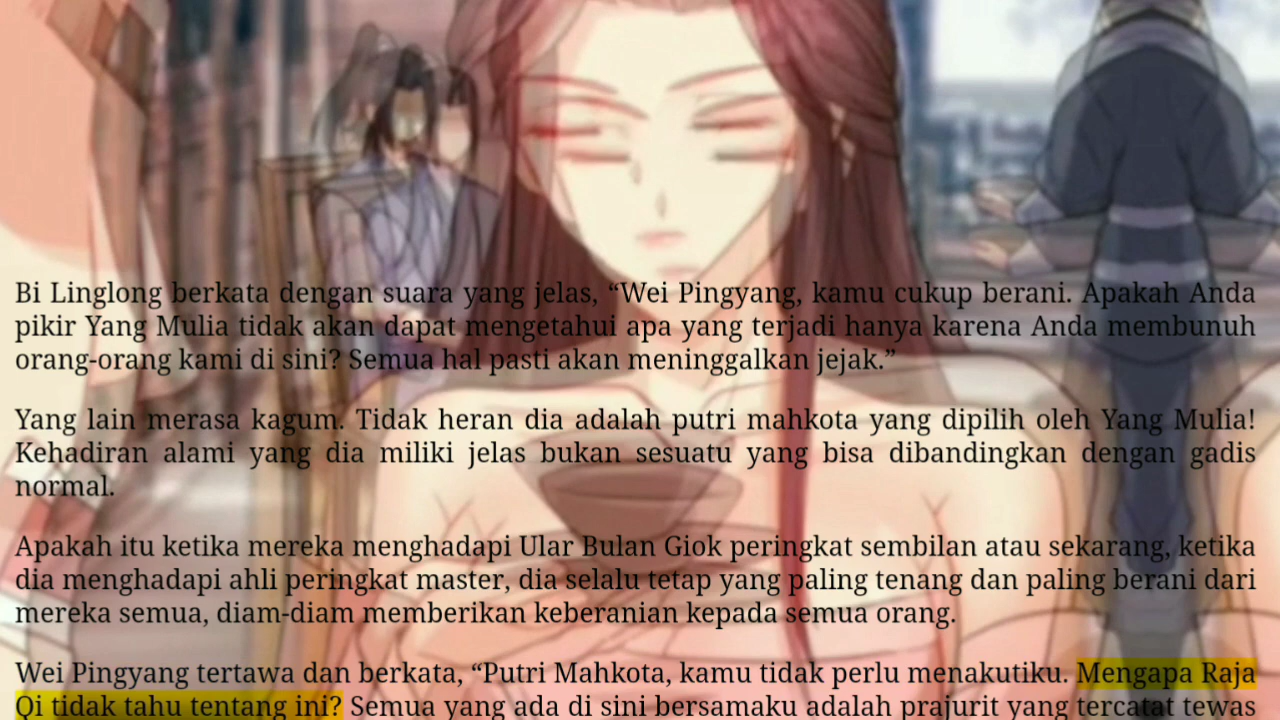 Bi Linglong berkata dengan suara yang jelas, “Wei Pingyang, kamu cukup berani. Apakah Anda
pikir Yang Mulia tidak akan dapat mengetahui apa yang terjadi hanya karena Anda membunuh
orang-orang kami di sini? Semua hal pasti akan meninggalkan jejak.”
Yang lain merasa kagum. Tidak heran dia adalah putri mahkota yang dipilih oleh Yang Mulia!
Kehadiran alami yang dia miliki jelas bukan sesuatu yang bisa dibandingkan dengan gadis
normal.
Apakah itu ketika mereka menghadapi Ular Bulan Giok peringkat sembilan atau sekarang, ketika
dia menghadapi ahli peringkat master, dia selalu tetap yang paling tenang dan paling berani dari
mereka semua, diam-diam memberikan keberanian kepada semua orang.
Wei Pingyang tertawa dan berkata, “Putri Mahkota, kamu tidak perlu menakutiku. Mengapa Raja
Qi tidak tahu tentang ini? Semua yang ada di sini bersamaku adalah prajurit yang tercatat tewas